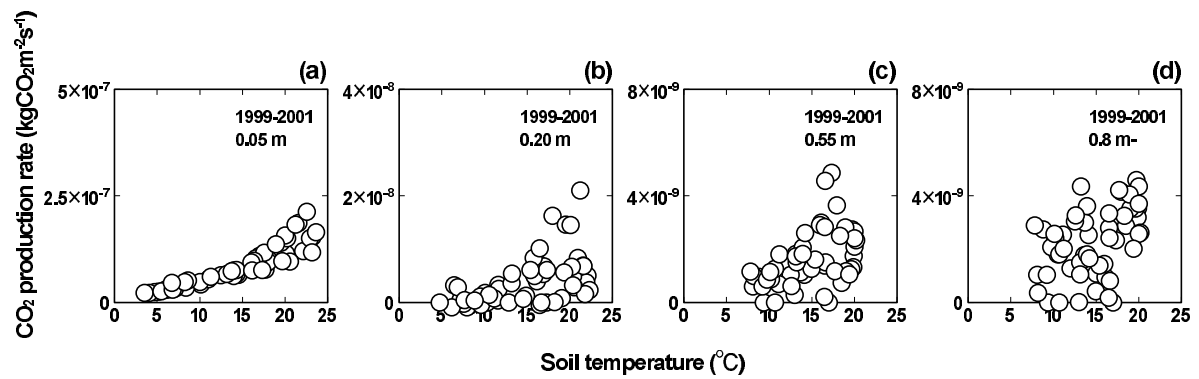 CO₂ production rate (kgCO₂m⁻²s⁻¹)
(a)
5×10⁻⁷
2.5×10⁻⁷
0
1999-2001
0.05 m
0 5 10 15 20 25
(b)
4×10⁻⁸
2×10⁻⁸
0
1999-2001
0.20 m
0 5 10 15 20 25
(c)
8×10⁻⁹
4×10⁻⁹
0
1999-2001
0.55 m
0 5 10 15 20 25
(d)
8×10⁻⁹
4×10⁻⁹
0
1999-2001
0.8 m-
0 5 10 15 20 25
Soil temperature (°C)